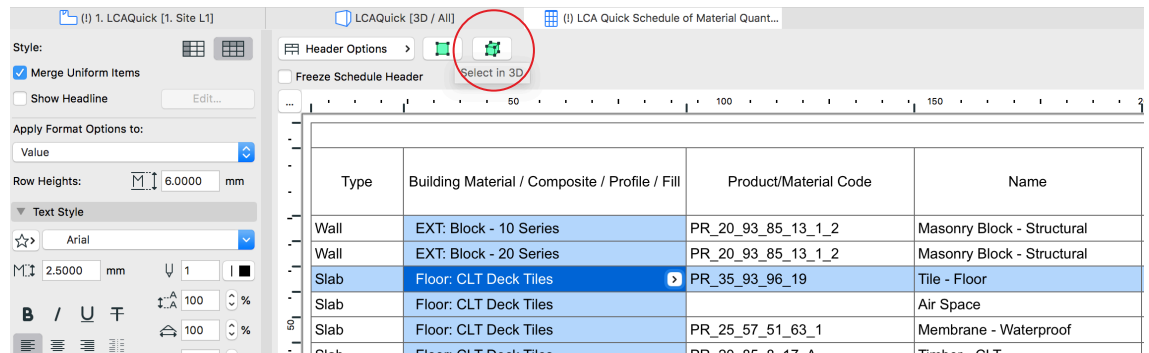 (!) 1. LCAQuick [1. Site L1]
LCAQuick [3D / All]
(!) LCA Quick Schedule of Material Quant...
Style:
Header Options
Merge Uniform Items
Select in 3D
Freeze Schedule Header
Show Headline
Edit...
...
50
100
150
2
Apply Format Options to:
Value
Row Heights:
M
6.0000
mm
Type
Building Material / Composite / Profile / Fill
Product/Material Code
Name
Text Style
Wall
EXT: Block - 10 Series
PR_20_93_85_13_1_2
Masonry Block - Structural
Arial
Wall
EXT: Block - 20 Series
PR_20_93_85_13_1_2
Masonry Block - Structural
M
2.5000
mm
1
Slab
Floor: CLT Deck Tiles
PR_35_93_96_19
Tile - Floor
A
A
100
%
Slab
Floor: CLT Deck Tiles
Air Space
B
I
U
T
100
%
50
Slab
Floor: CLT Deck Tiles
PR_25_57_51_63_1
Membrane - Waterproof